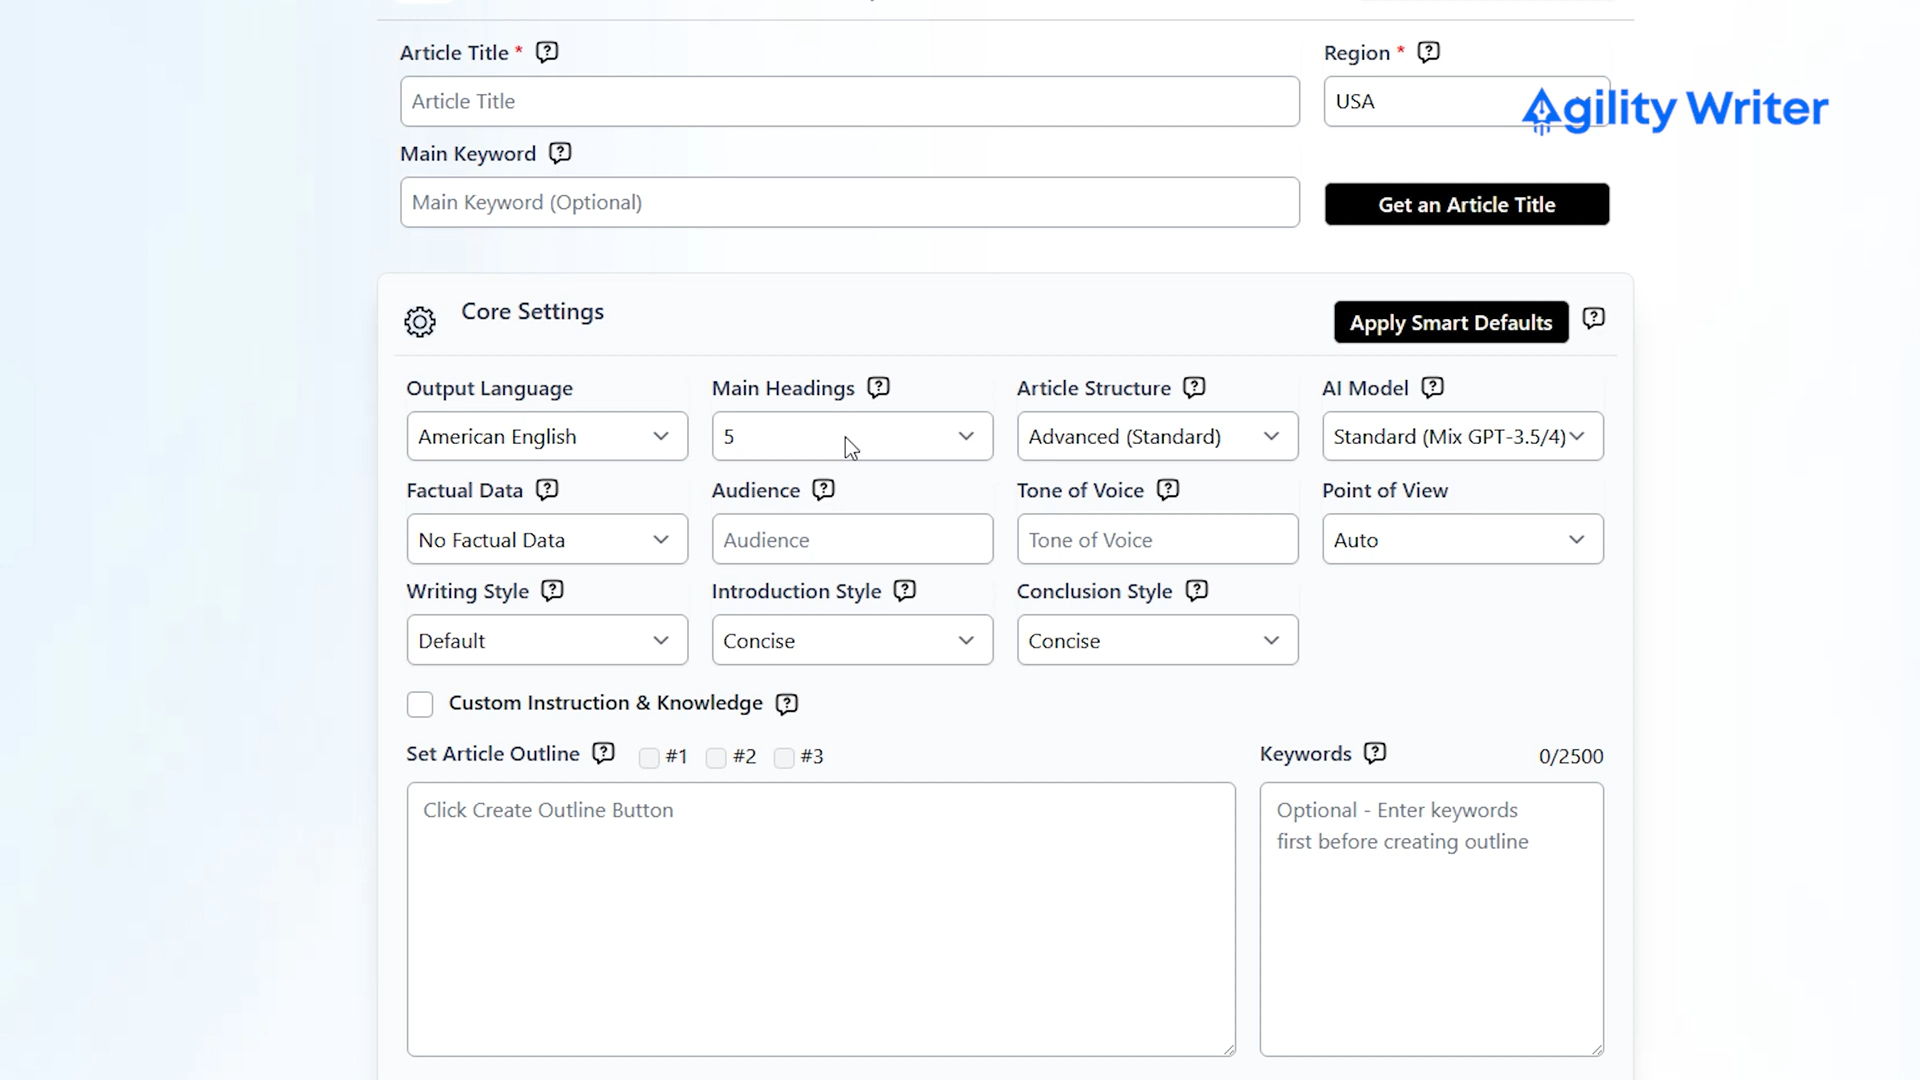 Article Title *
Region *
Article Title
USA
Agility Writer
Main Keyword
Main Keyword (Optional)
Get an Article Title
Core Settings
Apply Smart Defaults
Output Language
Main Headings
Article Structure
AI Model
American English
5
Advanced (Standard)
Standard (Mix GPT-3.5/4)
Factual Data
Audience
Tone of Voice
Point of View
No Factual Data
Audience
Tone of Voice
Auto
Writing Style
Introduction Style
Conclusion Style
Default
Concise
Concise
Custom Instruction & Knowledge
Set Article Outline
#1
#2
#3
Keywords
0/2500
Click Create Outline Button
Optional - Enter keywords
first before creating outline